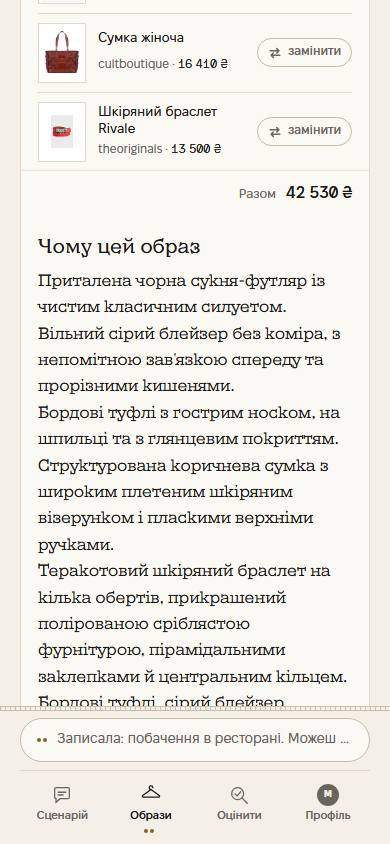 Сумка жіноча
cultboutique · 16 410 ₴
замінити
Шкіряний браслет
Rivale
theoriginals · 13 500 ₴
замінити
Разом 42 530 ₴
Чому цей образ
Приталена чорна сукня-футляр із
чистим класичним силуетом.
Вільний сірий блейзер без коміра, з
непомітною зав'язкою спереду та
прорізними кишенями.
Бордові туфлі з гострим носком, на
шпильці та з глянцевим покриттям.
Структурована коричнева сумка з
широким плетеним шкіряним
візерунком і пласкими верхніми
ручками.
Теракотовий шкіряний браслет на
кілька обертів, прикрашений
полірованою сріблястою
фурнітурою, пірамідальними
заклепками й центральним кільцем.
Бордові туфлі, сірий блейзер
Записала: побачення в ресторані. Можеш ...
Сценарій
Образи
Оцінити
М
Профіль